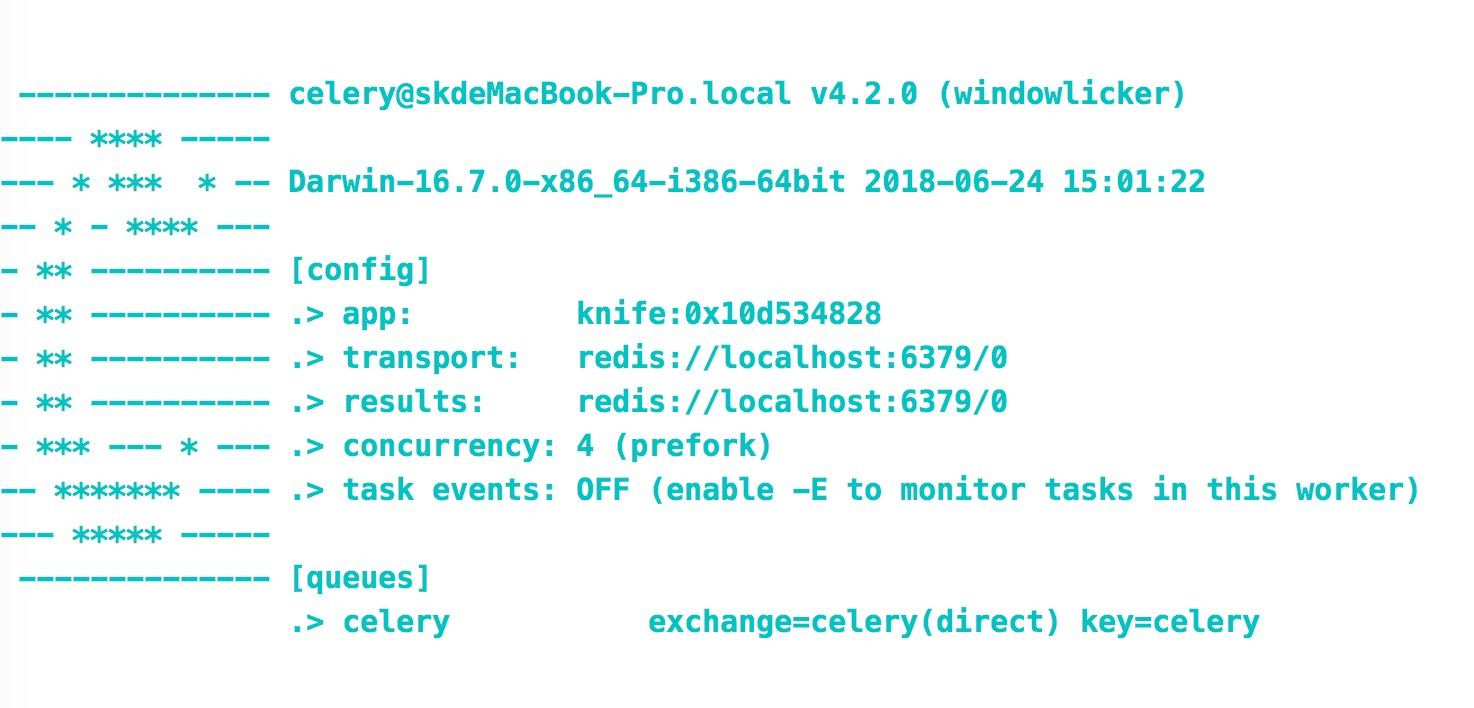 -------------- celery@skdeMacBook-Pro.local v4.2.0 (windowlicker)
---- **** -----
--- * ***  * -- Darwin-16.7.0-x86_64-i386-64bit 2018-06-24 15:01:22
-- * - **** ---
- ** ---------- [config]
- ** ---------- .> app:         knife:0x10d534828
- ** ---------- .> transport:   redis://localhost:6379/0
- ** ---------- .> results:     redis://localhost:6379/0
- *** --- * --- .> concurrency: 4 (prefork)
-- ******* ---- .> task events: OFF (enable -E to monitor tasks in this worker)
--- ***** -----
 -------------- [queues]
                .> celery           exchange=celery(direct) key=celery